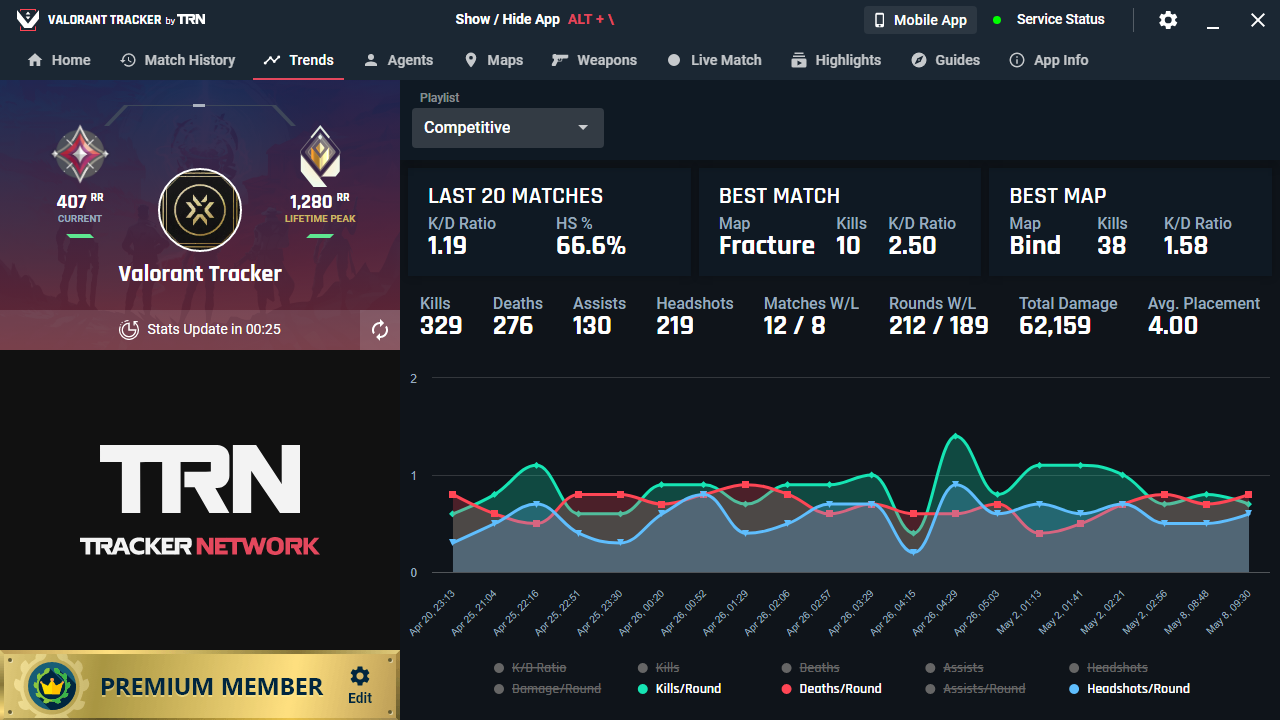 VALORANT TRACKER by TRN
Show / Hide App ALT + \
Mobile App
Service Status
Home
Match History
Trends
Agents
Maps
Weapons
Live Match
Highlights
Guides
App Info
407 RR
CURRENT
1,280 RR
LIFETIME PEAK
Valorant Tracker
Stats Update in 00:25
TRN
TRACKER NETWORK
PREMIUM MEMBER
Edit
Playlist
Competitive
LAST 20 MATCHES
K/D Ratio HS %
1.19 66.6%
BEST MATCH
Map Kills K/D Ratio
Fracture 10 2.50
BEST MAP
Map Kills K/D Ratio
Bind 38 1.58
Kills Deaths Assists Headshots Matches W/L Rounds W/L Total Damage Avg. Placement
329 276 130 219 12 / 8 212 / 189 62,159 4.00
2
1
0
Apr 20, 23:13
Apr 25, 21:04
Apr 25, 22:16
Apr 25, 22:51
Apr 25, 23:30
Apr 26, 00:20
Apr 26, 00:52
Apr 26, 01:29
Apr 26, 02:06
Apr 26, 02:57
Apr 26, 03:29
Apr 26, 04:15
Apr 26, 04:29
Apr 26, 05:03
May 2, 01:13
May 2, 01:41
May 2, 02:21
May 2, 02:56
May 8, 08:48
May 8, 09:30
K/D Ratio Kills Deaths Assists Headshots
Damage/Round Kills/Round Deaths/Round Assists/Round Headshots/Round